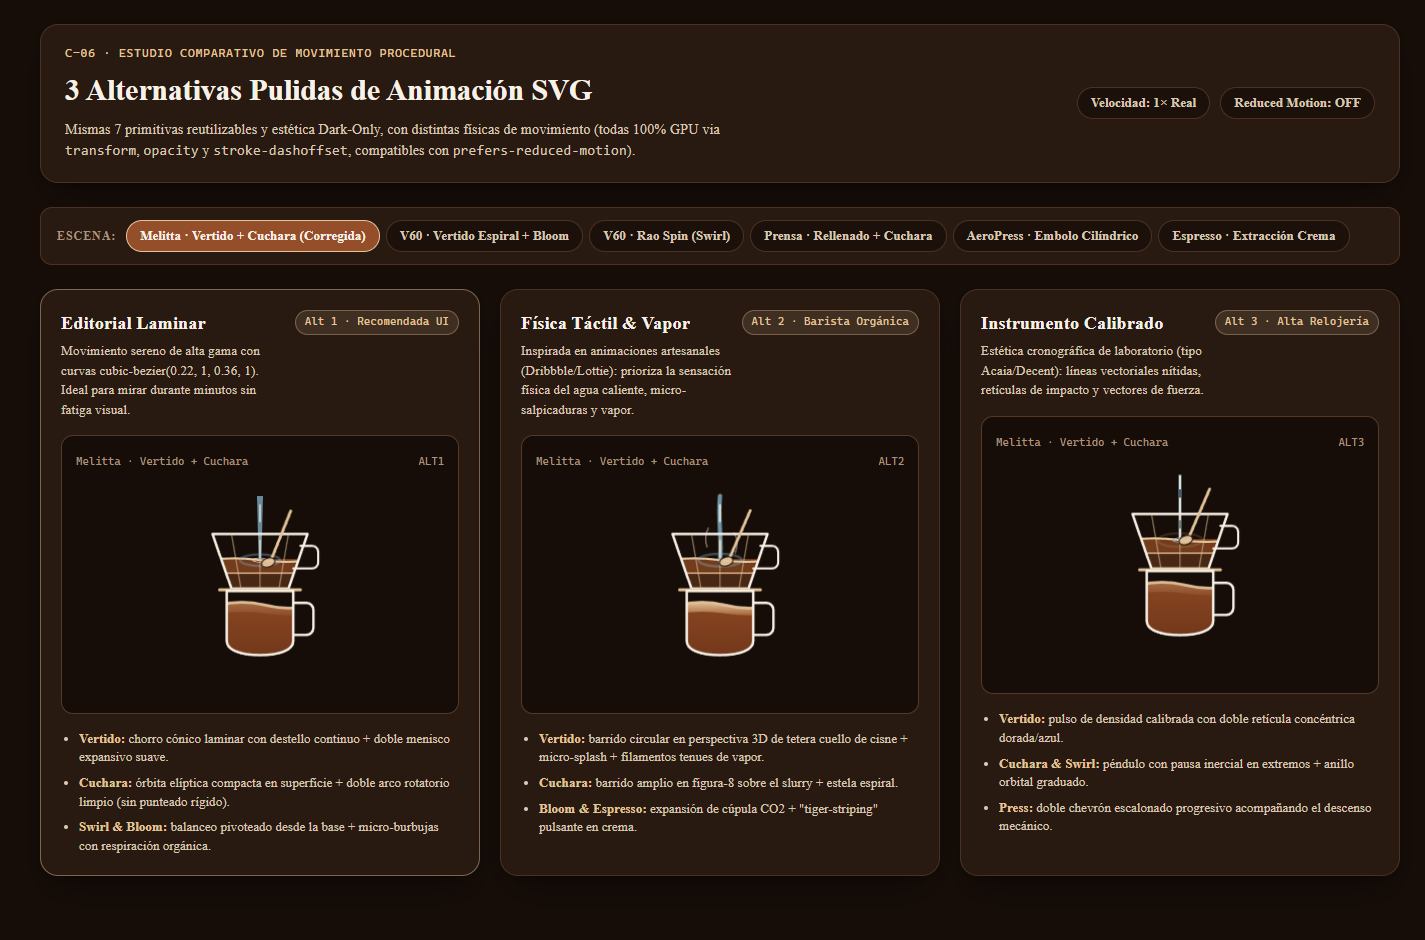 C-06 · ESTUDIO COMPARATIVO DE MOVIMIENTO PROCEDURAL
3 Alternativas Pulidas de Animación SVG
Mismas 7 primitivas reutilizables y estética Dark-Only, con distintas físicas de movimiento (todas 100% GPU via
transform, opacity y stroke-dashoffset, compatibles con prefers-reduced-motion).
Velocidad: 1× Real
Reduced Motion: OFF
ESCENA:
Melitta · Vertido + Cuchara (Corregida)
V60 · Vertido Espiral + Bloom
V60 · Rao Spin (Swirl)
Prensa · Rellenado + Cuchara
AeroPress · Embolo Cilíndrico
Espresso · Extracción Crema
Editorial Laminar
Alt 1 · Recomendada UI
Movimiento sereno de alta gama con
curvas cubic-bezier(0.22, 1, 0.36, 1).
Ideal para mirar durante minutos sin
fatiga visual.
Melitta · Vertido + Cuchara
ALT1
Vertido: chorro cónico laminar con destello continuo + doble menisco
expansivo suave.
Cuchara: órbita elíptica compacta en superficie + doble arco rotatorio
limpio (sin punteado rígido).
Swirl & Bloom: balanceo pivoteado desde la base + micro-burbujas
con respiración orgánica.
Física Táctil & Vapor
Alt 2 · Barista Orgánica
Inspirada en animaciones artesanales
(Dribbble/Lottie): prioriza la sensación
física del agua caliente, micro-
salpicaduras y vapor.
Melitta · Vertido + Cuchara
ALT2
Vertido: barrido circular en perspectiva 3D de tetera cuello de cisne +
micro-splash + filamentos tenues de vapor.
Cuchara: barrido amplio en figura-8 sobre el slurry + estela espiral.
Bloom & Espresso: expansión de cúpula CO2 + "tiger-striping"
pulsante en crema.
Instrumento Calibrado
Alt 3 · Alta Relojería
Estética cronográfica de laboratorio (tipo
Acaia/Decent): líneas vectoriales nítidas,
retículas de impacto y vectores de fuerza.
Melitta · Vertido + Cuchara
ALT3
Vertido: pulso de densidad calibrada con doble retícula concéntrica
dorada/azul.
Cuchara & Swirl: péndulo con pausa inercial en extremos + anillo
orbital graduado.
Press: doble chevrón escalonado progresivo acompañando el descenso
mecánico.